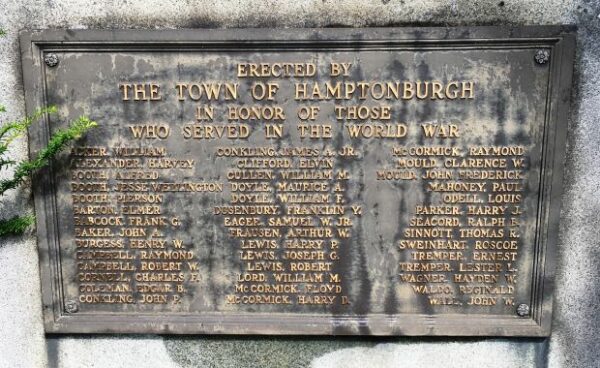 ERECTED BY
THE TOWN OF HAMPTONBURGH
IN HONOR OF THOSE
WHO SERVED IN THE WORLD WAR
ACKER, WILLIAM
ALEXANDER, HARVEY
BOOTH, ALFRED
BOOTH, JESSE WELLINGTON
BOOTH, PIERSON
BARTON, ELMER
BABCOCK, FRANK G.
BAKER, JOHN A.
BURGESS, HENRY W.
CAMPBELL, RAYMOND
CAMPBELL, ROBERT W.
CORNELL, CHARLES F.
COLEMAN, EDGAR B.
CONKLING, JOHN P.
CONKLING, JAMES A. JR.
CLIFFORD, ELVIN
CULLEN, WILLIAM M.
DOYLE, MAURICE A.
DOYLE, WILLIAM F.
DUSENBURY, FRANKLIN Y.
EAGER, SAMUEL W. JR.
FRAUSEN, ARTHUR W.
LEWIS, HARRY P.
LEWIS, JOSEPH G.
LEWIS, ROBERT
LORD, WILLIAM M.
McCORMICK, FLOYD
McCORMICK, HARRY D.
McCORMICK, RAYMOND
MOULD, CLARENCE W.
MOULD, JOHN FREDERICK
MAHONEY, PAUL
ODELL, LOUIS
PARKER, HARRY J.
SEACORD, RALPH E.
SINNOTT, THOMAS R.
SWEINHART, ROSCOE
TREMPER, ERNEST
TREMPER, LESTER L.
WAGNER, HAYDEN W.
WALDO, REGINALD
WALL, JOHN W.